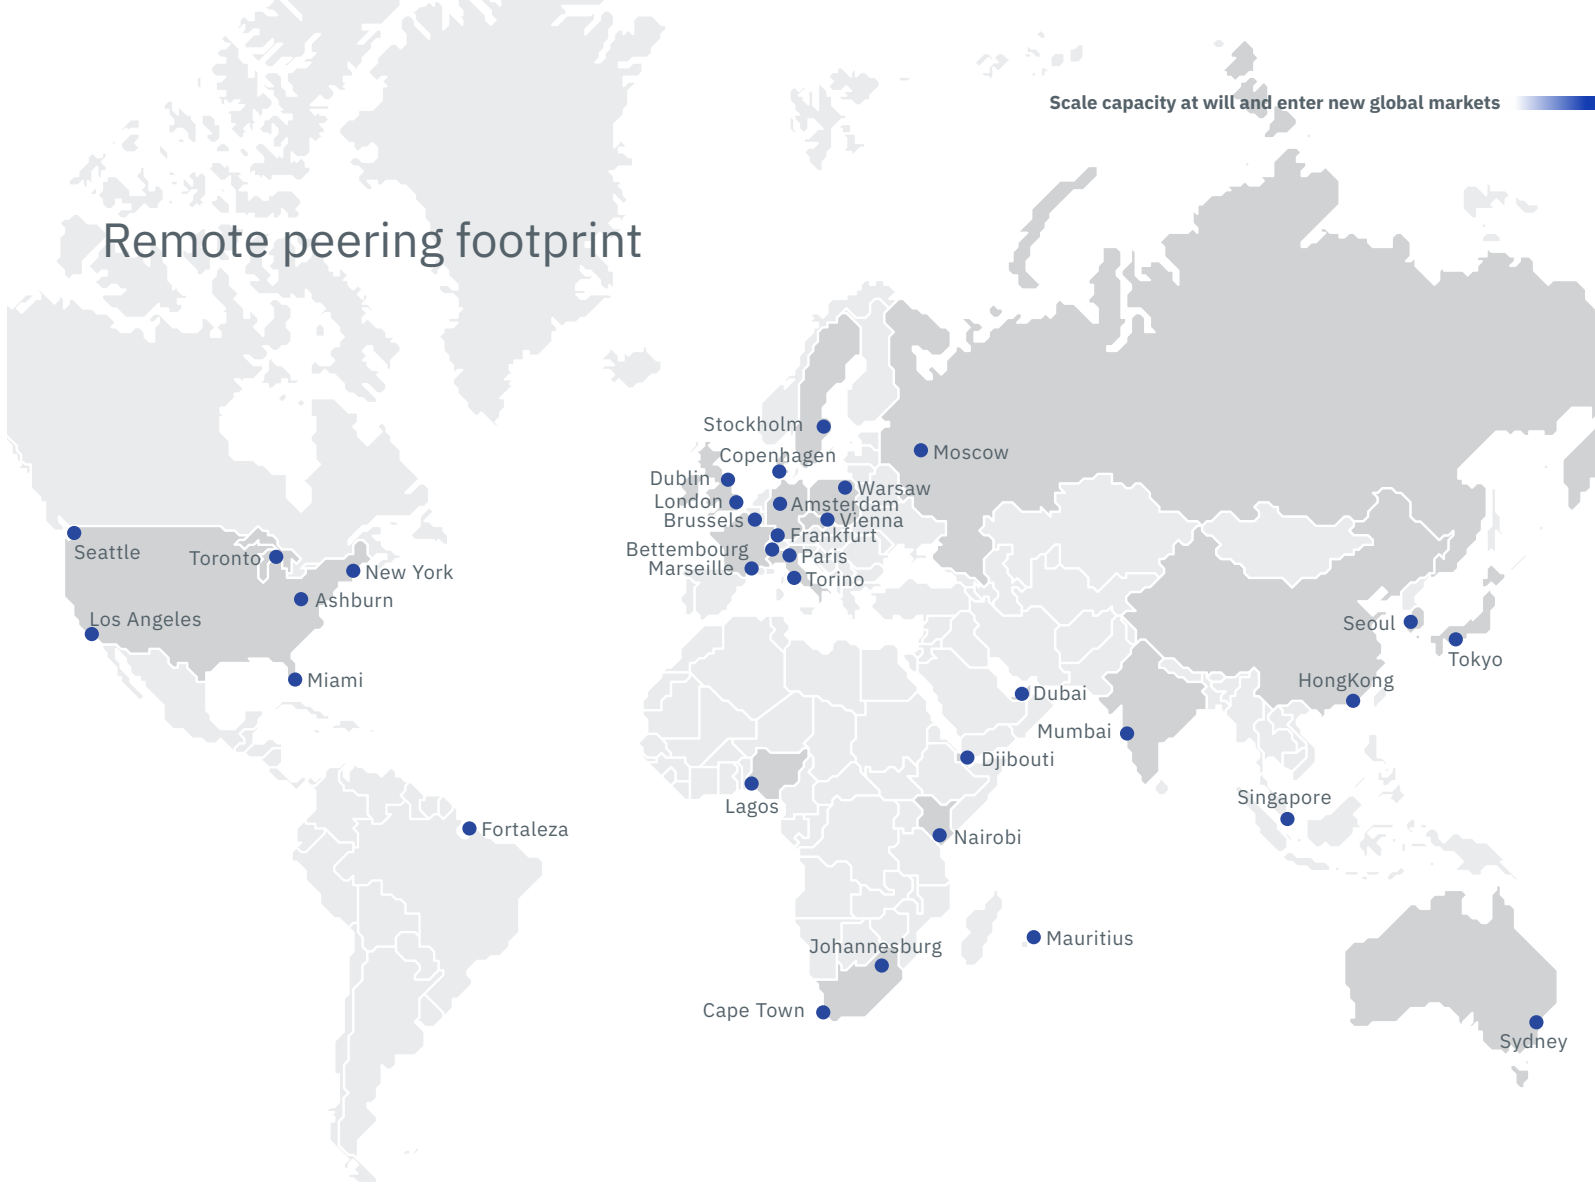 Scale capacity at will and enter new global markets
Remote peering footprint
Stockholm
Copenhagen
Moscow
Dublin
Warsaw
London
Amsterdam
Brussels
Vienna
Frankfurt
Bettembourg
Paris
Marseille
Torino
Seattle
Toronto
New York
Ashburn
Los Angeles
Miami
Seoul
Tokyo
HongKong
Dubai
Mumbai
Djibouti
Lagos
Singapore
Fortaleza
Nairobi
Mauritius
Johannesburg
Cape Town
Sydney